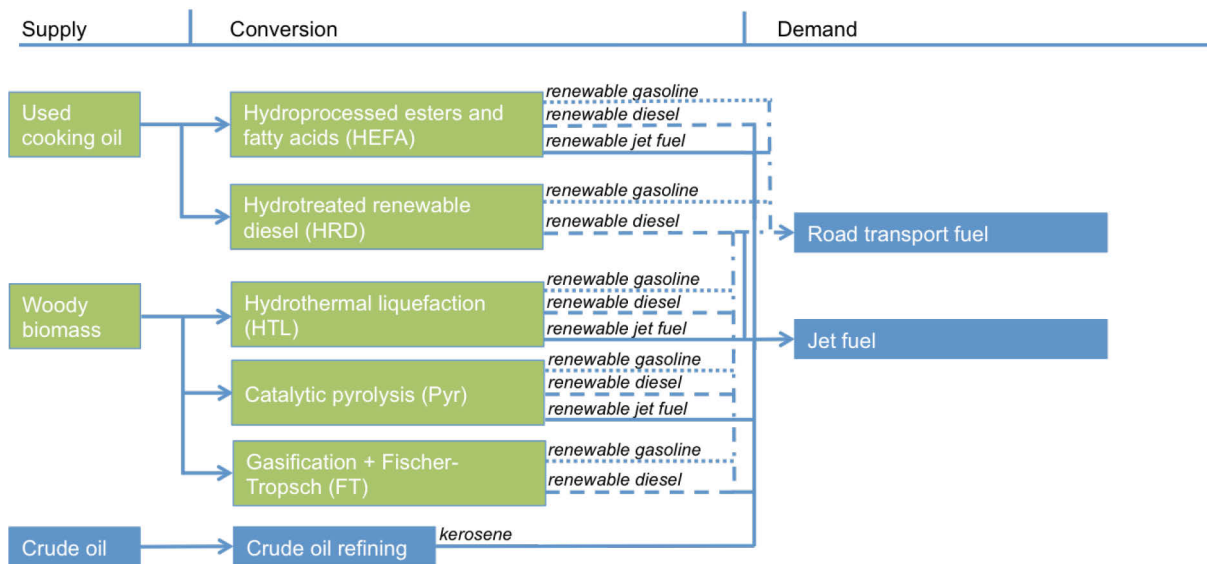 Supply
Conversion
Demand
Used
cooking oil
Hydroprocessed esters and
fatty acids (HEFA)
renewable gasoline
renewable diesel
renewable jet fuel
Hydrotreated renewable
diesel (HRD)
renewable gasoline
renewable diesel
Road transport fuel
Woody
biomass
Hydrothermal liquefaction
(HTL)
renewable gasoline
renewable diesel
renewable jet fuel
Jet fuel
Catalytic pyrolysis (Pyr)
renewable gasoline
renewable diesel
renewable jet fuel
Gasification + Fischer-
Tropsch (FT)
renewable gasoline
renewable diesel
Crude oil
Crude oil refining
kerosene